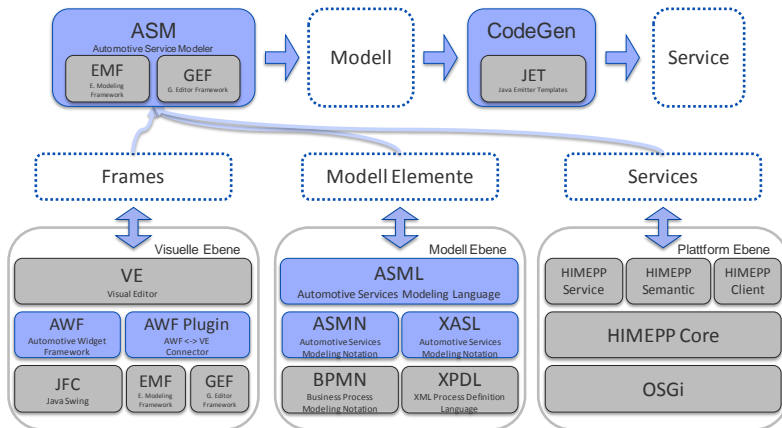 ASM
Automotive Service Modeler
EMF
E. Modeling
Framework
GEF
G. Editor Framework
Modell
CodeGen
JET
Java Emitter Templates
Service
Frames
Modell Elemente
Services
Visuelle Ebene
VE
Visual Editor
AWF
Automotive Widget
Framework
AWF Plugin
AWF <-> VE
Connector
JFC
Java Swing
EMF
E. Modeling
Framework
GEF
G. Editor
Framework
Modell Ebene
ASML
Automotive Services Modeling Language
ASMN
Automotive Services
Modeling Notation
XASL
Automotive Services
Modeling Notation
BPMN
Business Process
Modeling Notation
XPDL
XML Process Definition
Language
Plattform Ebene
HIMEPP
Service
HIMEPP
Semantic
HIMEPP
Client
HIMEPP Core
OSGi